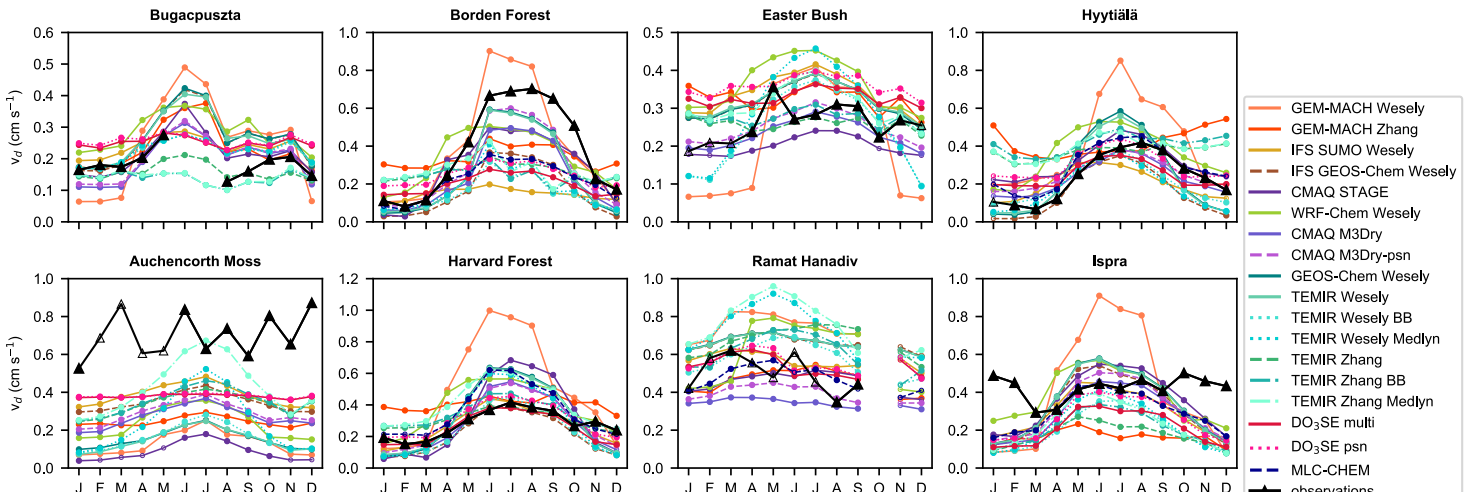 Bugacpuszta
Borden Forest
Easter Bush
Hyytiälä
v_d (cm s⁻¹)
0.6
0.5
0.4
0.3
0.2
0.1
0.0
1.0
0.8
0.6
0.4
0.2
0.0
0.5
0.4
0.3
0.2
0.1
0.0
1.0
0.8
0.6
0.4
0.2
0.0
Auchencorth Moss
Harvard Forest
Ramat Hanadiv
Ispra
v_d (cm s⁻¹)
1.0
0.8
0.6
0.4
0.2
0.0
1.2
1.0
0.8
0.6
0.4
0.2
0.0
1.0
0.8
0.6
0.4
0.2
0.0
1.0
0.8
0.6
0.4
0.2
0.0
J F M A M J J A S O N D
J F M A M J J A S O N D
J F M A M J J A S O N D
J F M A M J J A S O N D
GEM-MACH Wesely
GEM-MACH Zhang
IFS SUMO Wesely
IFS GEOS-Chem Wesely
CMAQ STAGE
WRF-Chem Wesely
CMAQ M3Dry
CMAQ M3Dry-psn
GEOS-Chem Wesely
TEMIR Wesely
TEMIR Wesely BB
TEMIR Wesely Medlyn
TEMIR Zhang
TEMIR Zhang BB
TEMIR Zhang Medlyn
DO₃SE multi
DO₃SE psn
MLC-CHEM
observations